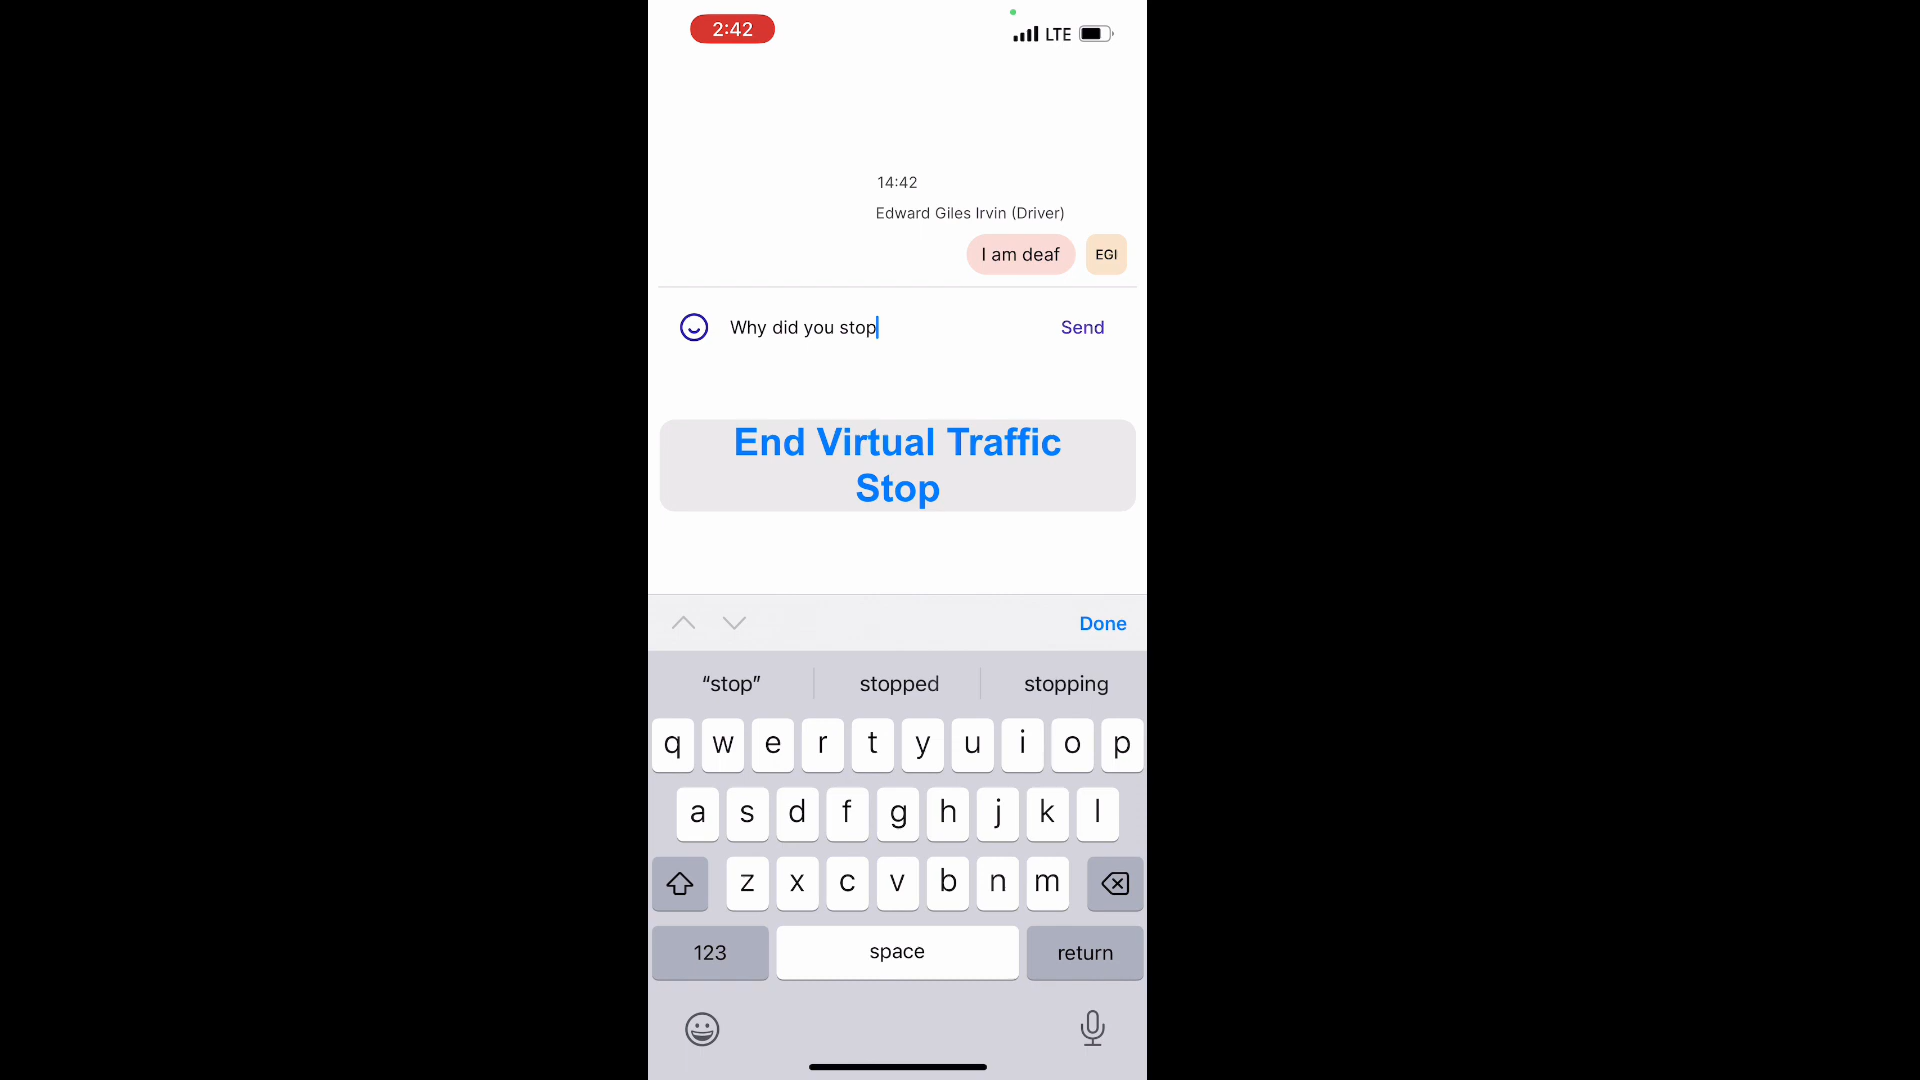 2:42
LTE
14:42
Edward Giles Irvin (Driver)
I am deaf
EGI
Why did you stop
Send
End Virtual Traffic
Stop
Done
“stop”
stopped
stopping
q w e r t y u i o p
a s d f g h j k l
z x c v b n m
123
space
return